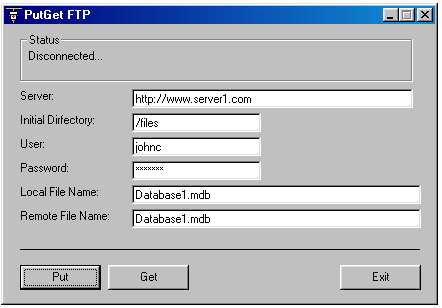 PutGet FTP
Status
Disconnected...
Server: http://www.server1.com
Initial Dirfectory: /files
User: johnc
Password: *******
Local File Name: Database1.mdb
Remote File Name: Database1.mdb
Put Get Exit